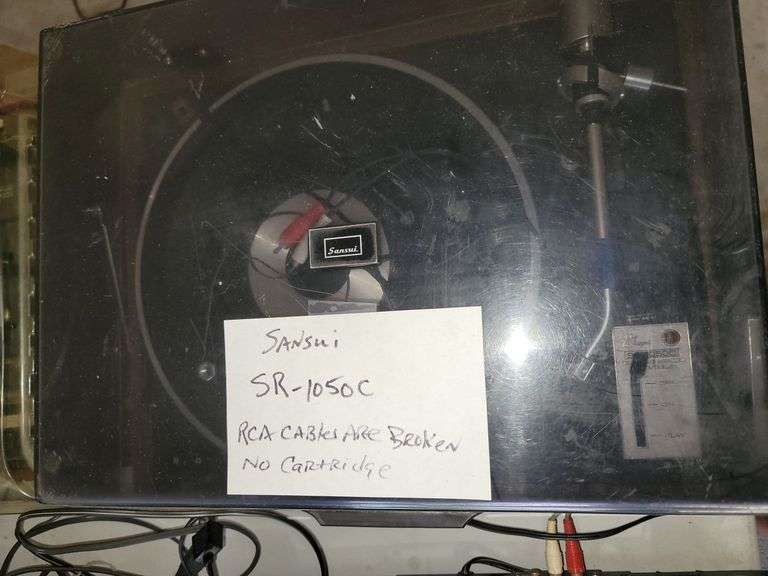 Sansui
SANSui
SR-1050C
RCA CABles ARE BROKEN
NO CARTRidge